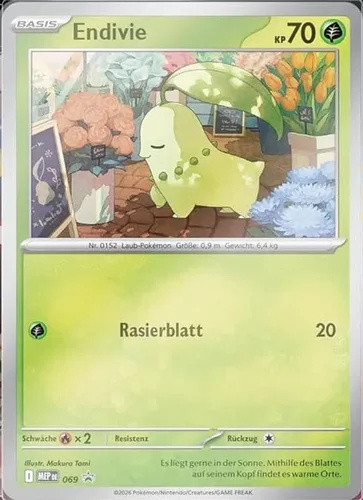 BASIS
Endivie
KP 70
Nr. 0152 Laub-Pokémon Größe: 0,9 m Gewicht: 6,4 kg
Rasierblatt 20
Schwäche × 2 Resistenz Rückzug
Illustr. Makura Tami
I MEP DE 069
Es liegt gerne in der Sonne. Mithilfe des Blattes
auf seinem Kopf findet es warme Orte.
©2026 Pokémon/Nintendo/Creatures/GAME FREAK